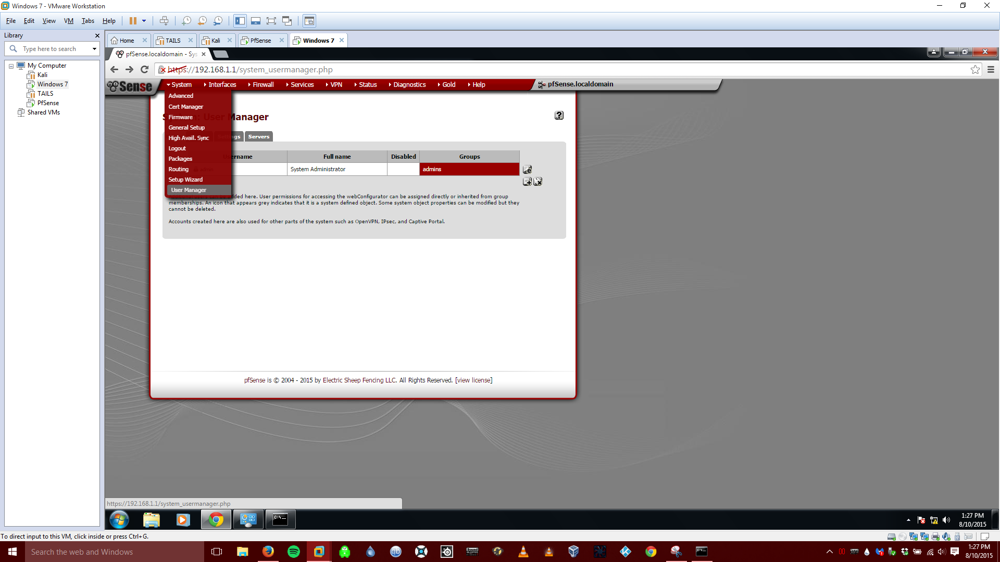 Windows 7 - VMware Workstation
File Edit View VM Tabs Help
Library
Type here to search
My Computer
Kali
Windows 7
TAILS
PfSense
Shared VMs
Home TAILS Kali PfSense Windows 7
pfSense.localdomain - Sys
https://192.168.1.1/system_usermanager.php
Sense System Interfaces Firewall Services VPN Status Diagnostics Gold Help pfSense.localdomain
Advanced
Cert Manager
Firmware
General Setup
High Avail. Sync
Logout
Packages
Routing
Setup Wizard
User Manager
System: User Manager
Settings Servers
Username Full name Disabled Groups
admin System Administrator admins
Additional users can be added here. User permissions for accessing the webConfigurator can be assigned directly or inherited from group
memberships. An icon that appears grey indicates that it is a system defined object. Some system object properties can be modified but they
cannot be deleted.
Accounts created here are also used for other parts of the system such as OpenVPN, IPsec, and Captive Portal.
pfSense is © 2004 - 2015 by Electric Sheep Fencing LLC. All Rights Reserved. [view license]
https://192.168.1.1/system_usermanager.php
1:27 PM
8/10/2015
To direct input to this VM, click inside or press Ctrl+G.
Search the web and Windows
1:27 PM
8/10/2015